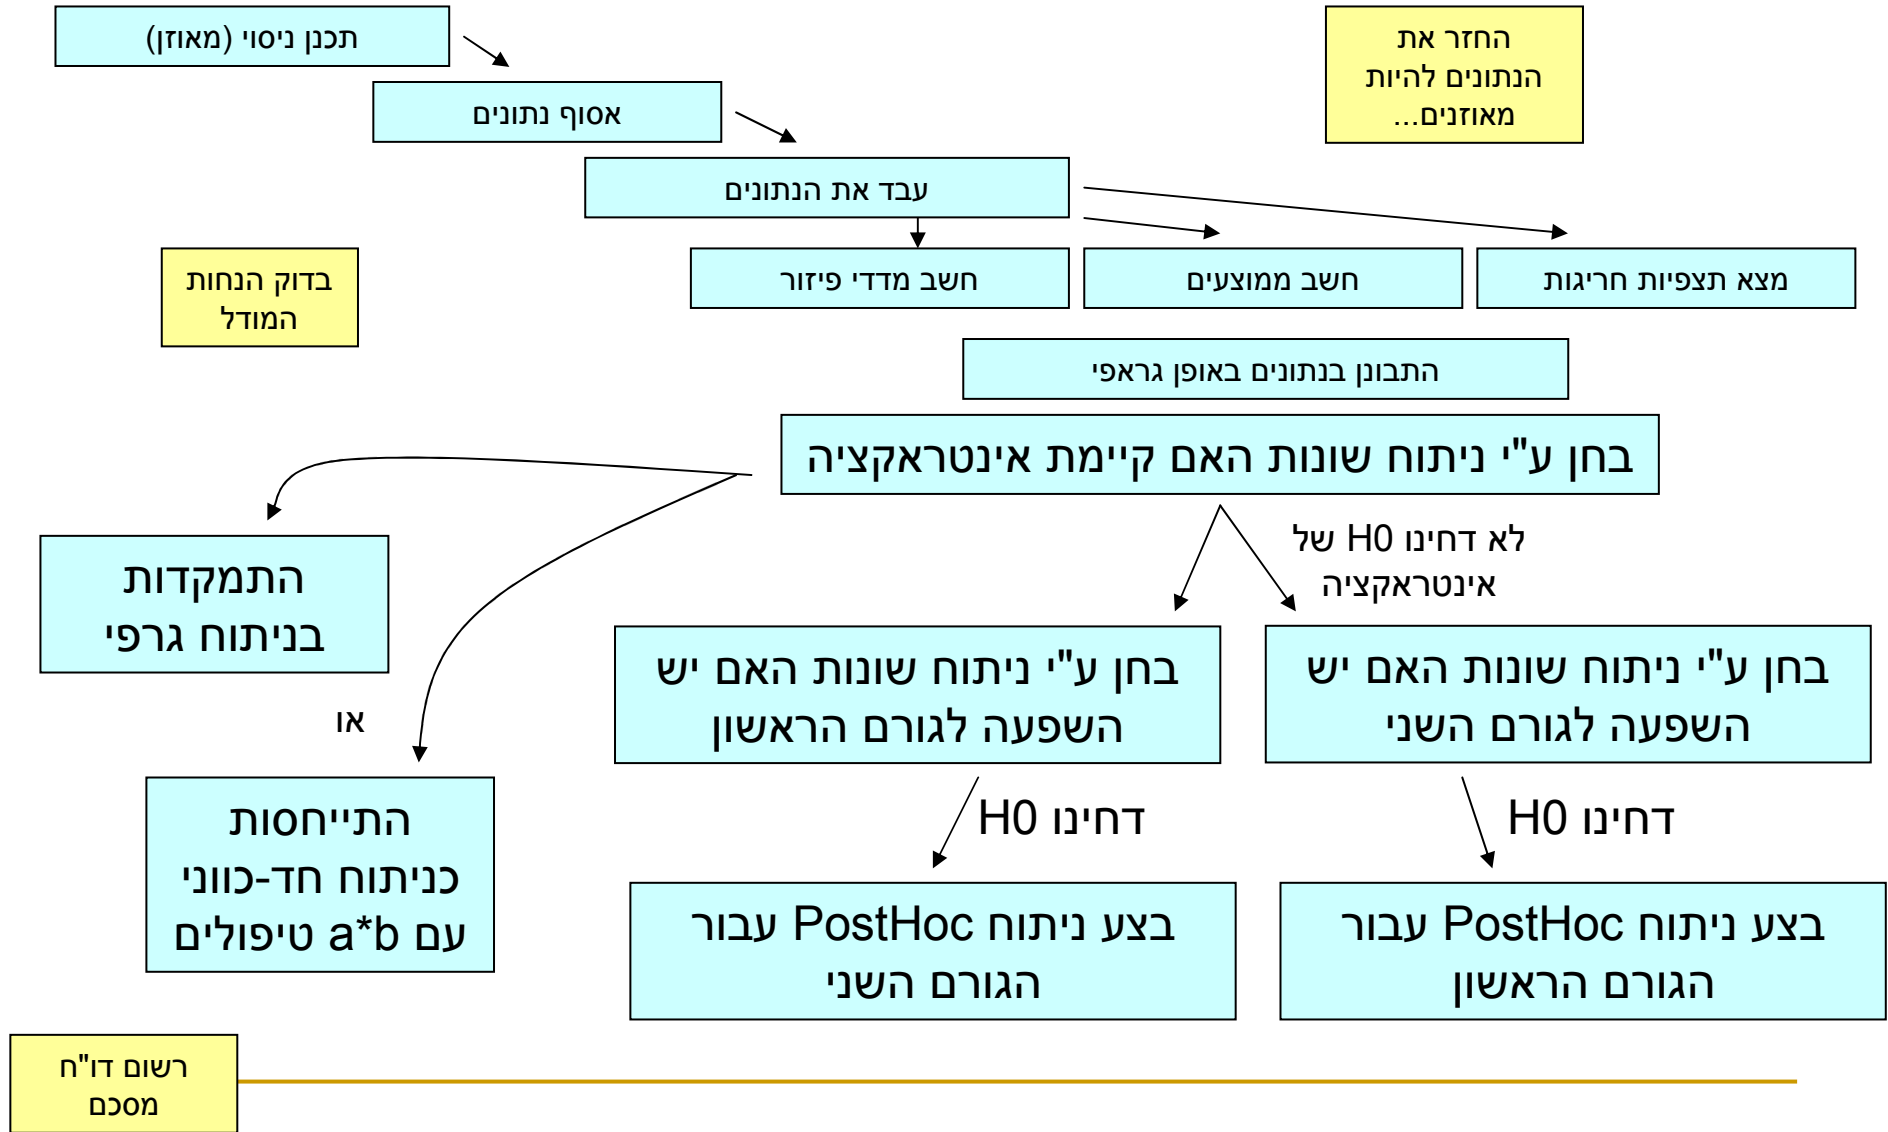 תכנן ניסוי (מאוזן)
החזר את
הנתונים להיות
מאוזנים...
אסוף נתונים
עבד את הנתונים
בדוק הנחות
המודל
מצא תצפיות חריגות
חשב ממוצעים
חשב מדדי פיזור
התבונן בנתונים באופן גראפי
בחן ע"י ניתוח שונות האם קיימת אינטראקציה
לא דחינו H0 של
אינטראקציה
התמקדות
בניתוח גרפי
או
התייחסות
כניתוח חד-כווני
עם a*b טיפולים
בחן ע"י ניתוח שונות האם יש
השפעה לגורם השני
בחן ע"י ניתוח שונות האם יש
השפעה לגורם הראשון
דחינו H0
דחינו H0
בצע ניתוח PostHoc עבור
הגורם הראשון
בצע ניתוח PostHoc עבור
הגורם השני
רשום דו"ח
מסכם